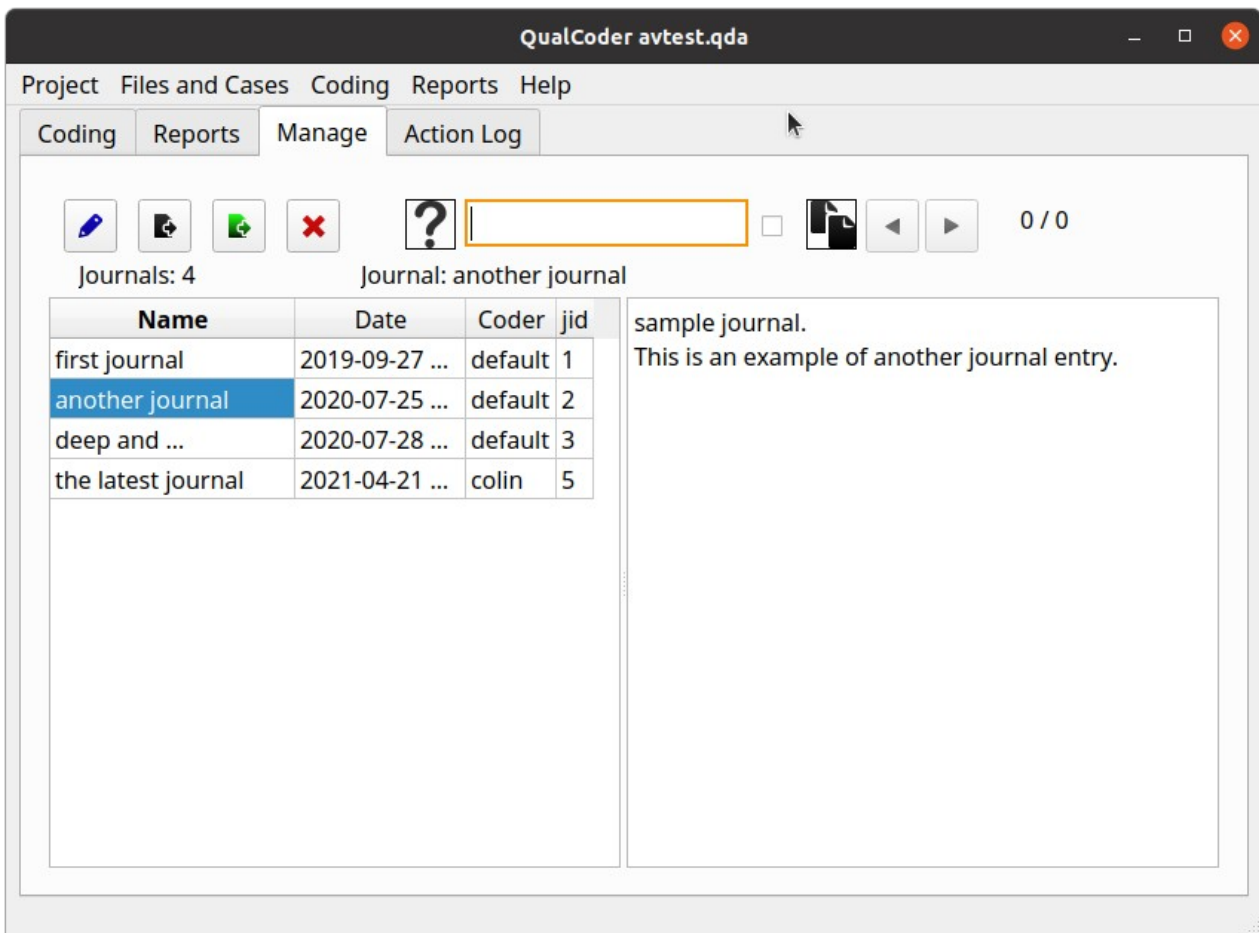 QualCoder avtest.qda
Project Files and Cases Coding Reports Help
Coding Reports Manage Action Log
0 / 0
Journals: 4 Journal: another journal
Name Date Coder jid
first journal 2019-09-27 ... default 1
another journal 2020-07-25 ... default 2
deep and ... 2020-07-28 ... default 3
the latest journal 2021-04-21 ... colin 5
sample journal.
This is an example of another journal entry.